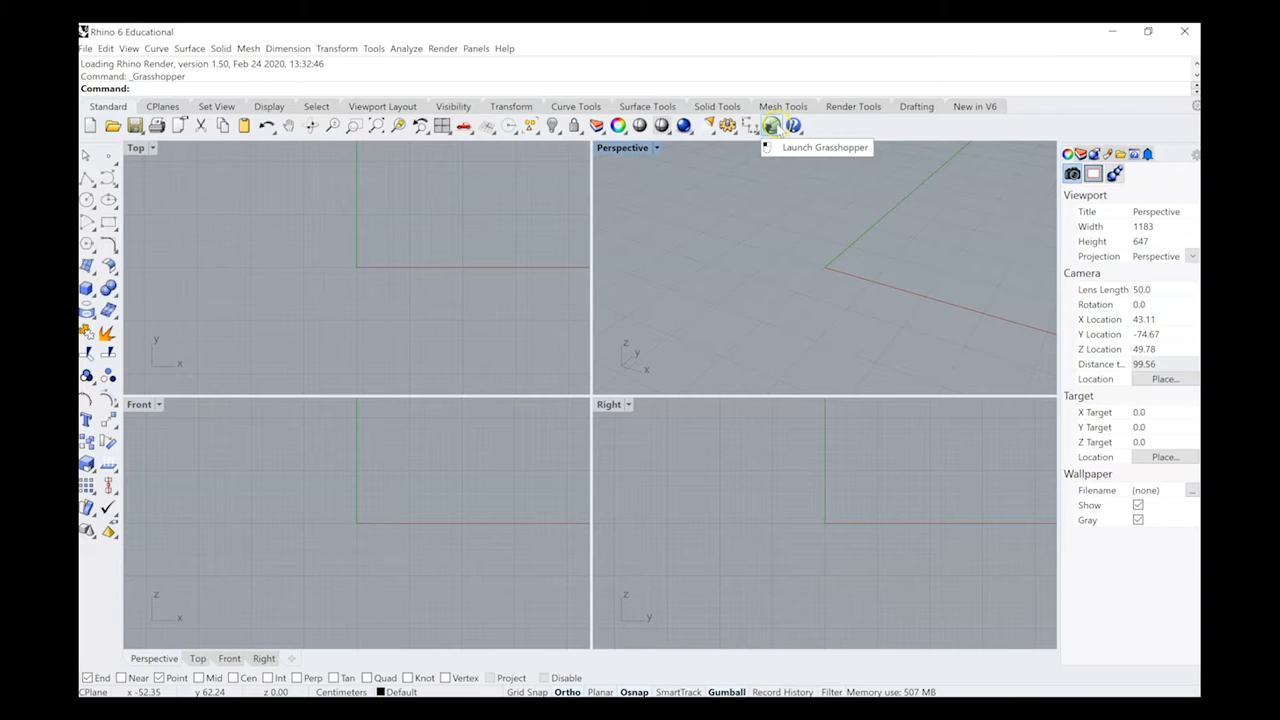 Rhino 6 Educational
File Edit View Curve Surface Solid Mesh Dimension Transform Tools Analyze Render Panels Help
Loading Rhino Render, version 1.50, Feb 24 2020, 13:32:46
Command: _Grasshopper
Command:
Standard CPlanes Set View Display Select Viewport Layout Visibility Transform Curve Tools Surface Tools Solid Tools Mesh Tools Render Tools Drafting New in V6
Launch Grasshopper
Top
y
x
Perspective
z
y
x
Front
z
x
Right
z
y
Viewport
Title Perspective
Width 1183
Height 647
Projection Perspective
Camera
Lens Length 50.0
Rotation 0.0
X Location 43.11
Y Location -74.67
Z Location 49.78
Distance t... 99.56
Location Place...
Target
X Target 0.0
Y Target 0.0
Z Target 0.0
Location Place...
Wallpaper
Filename (none) ...
Show
Gray
Perspective Top Front Right
End Near Point Mid Cen Int Perp Tan Quad Knot Vertex Project Disable
CPlane x -52.35 y 62.24 z 0.00 Centimeters Default Grid Snap Ortho Planar Osnap SmartTrack Gumball Record History Filter Memory use: 507 MB